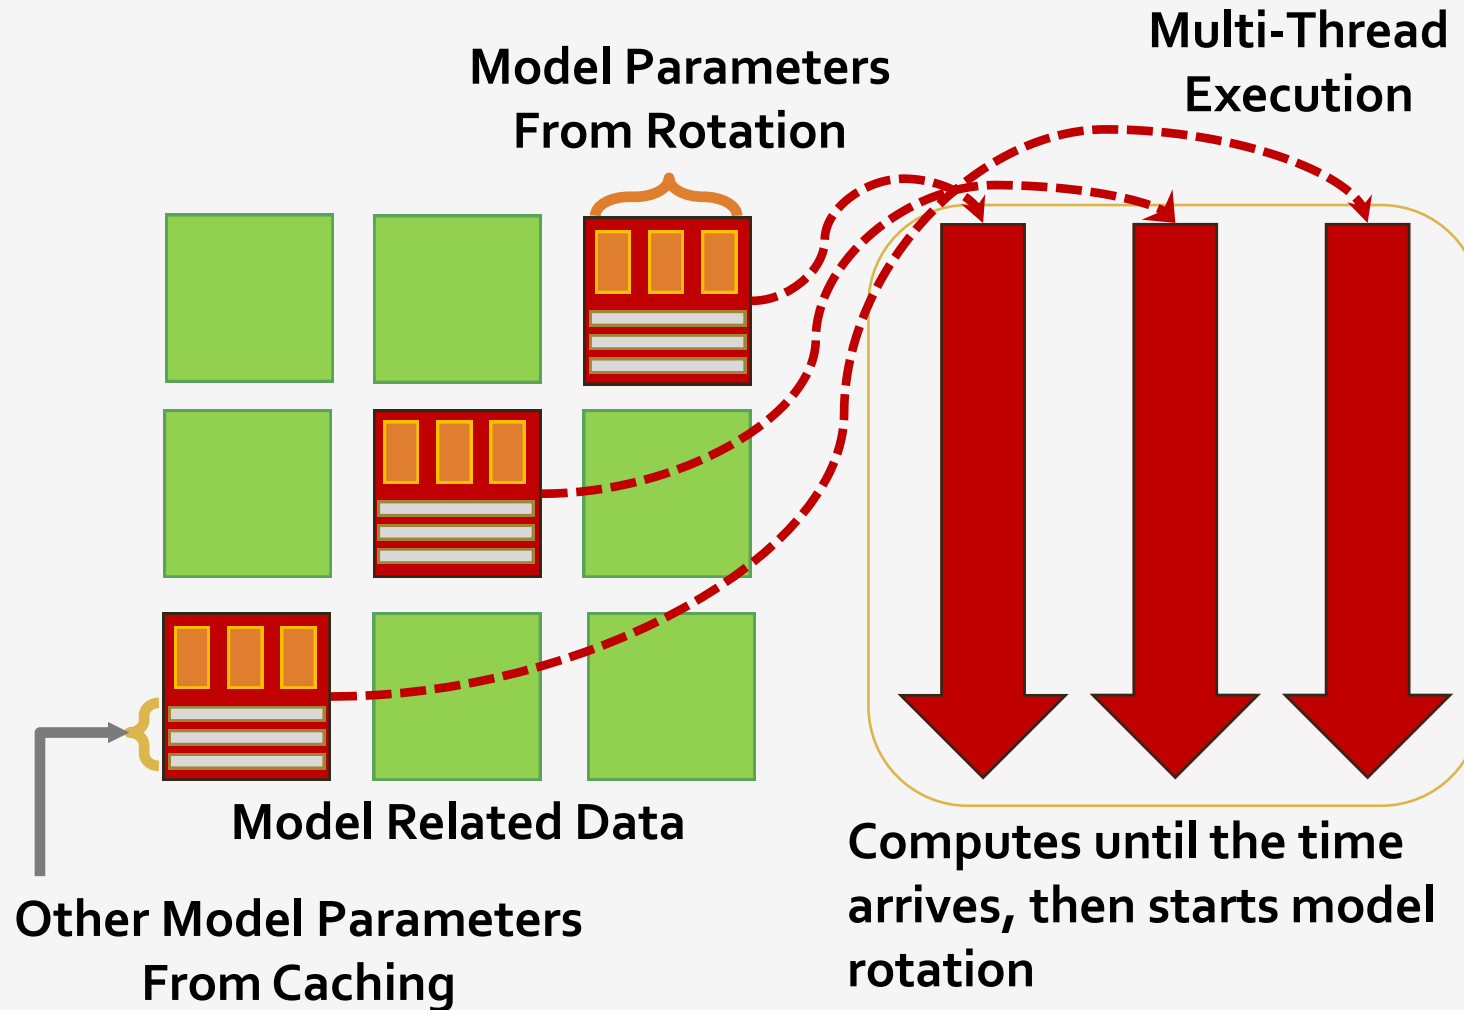 Multi-Thread
Execution
Model Parameters
From Rotation
Model Related Data
Other Model Parameters
From Caching
Computes until the time
arrives, then starts model
rotation